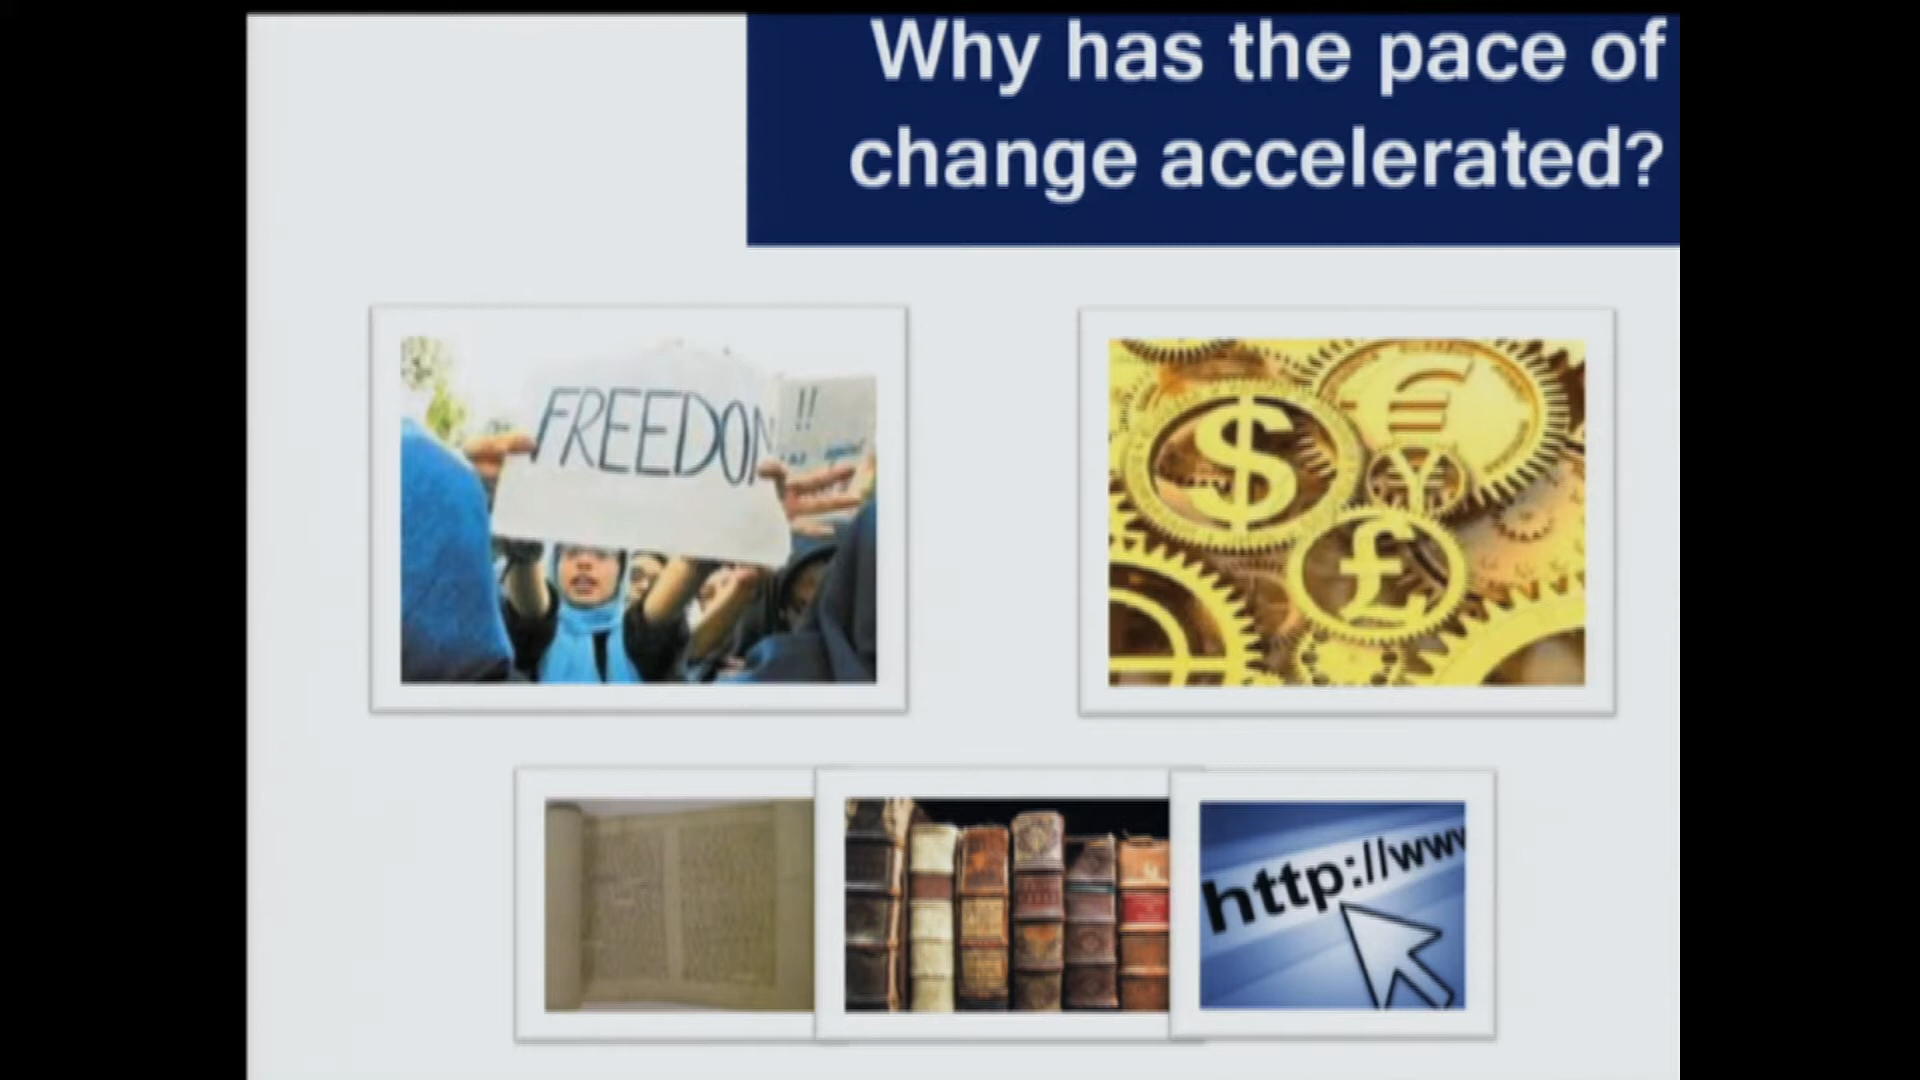 Why has the pace of
change accelerated?
FREEDOM
!!
$
€
¥
£
http://www